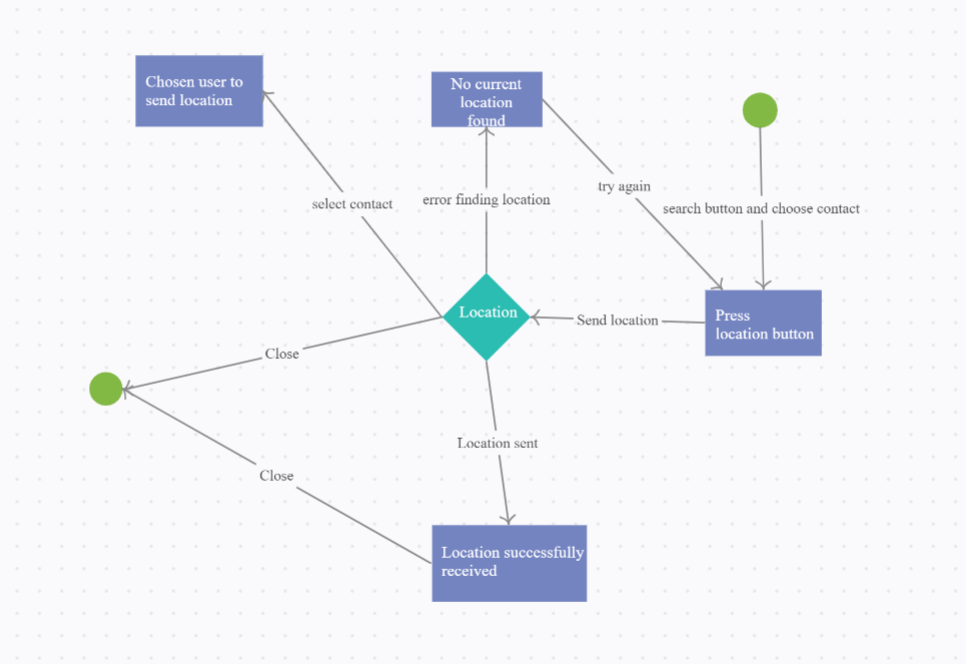 Chosen user to
send location
No current
location
found
try again
select contact
error finding location
search button and choose contact
Location
Send location
Press
location button
Close
Location sent
Close
Location successfully
received